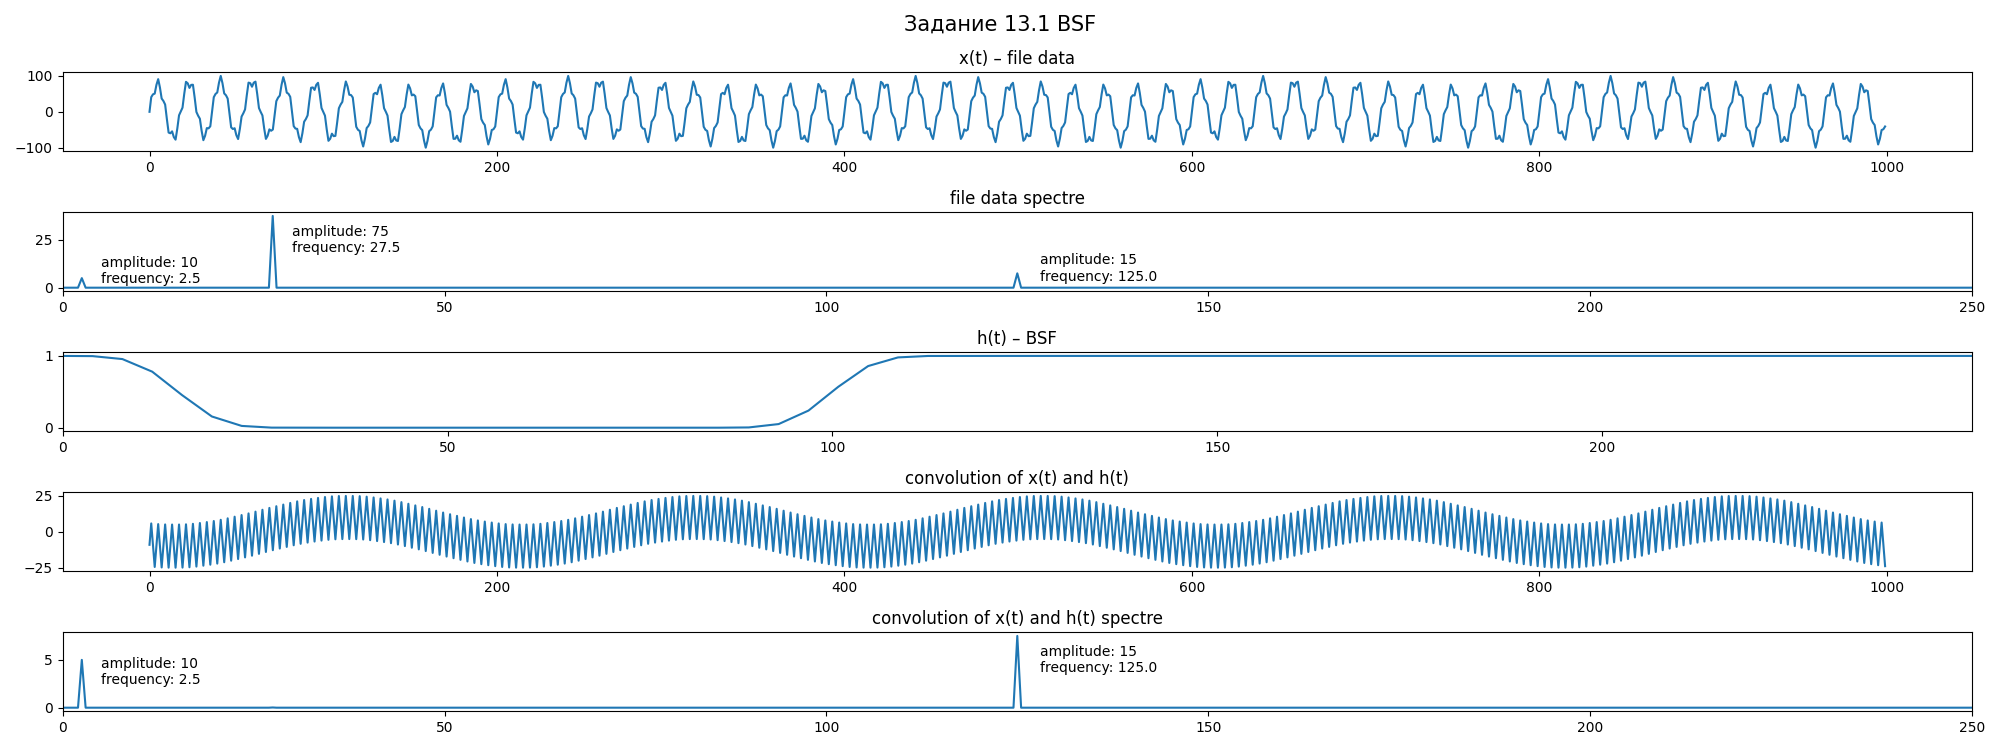 Задание 13.1 BSF
x(t) – file data
100
0
−100
0 200 400 600 800 1000
file data spectre
25
0
amplitude: 75
frequency: 27.5
amplitude: 10
frequency: 2.5
amplitude: 15
frequency: 125.0
0 50 100 150 200 250
h(t) – BSF
1
0
0 50 100 150 200
convolution of x(t) and h(t)
25
0
−25
0 200 400 600 800 1000
convolution of x(t) and h(t) spectre
5
0
amplitude: 10
frequency: 2.5
amplitude: 15
frequency: 125.0
0 50 100 150 200 250